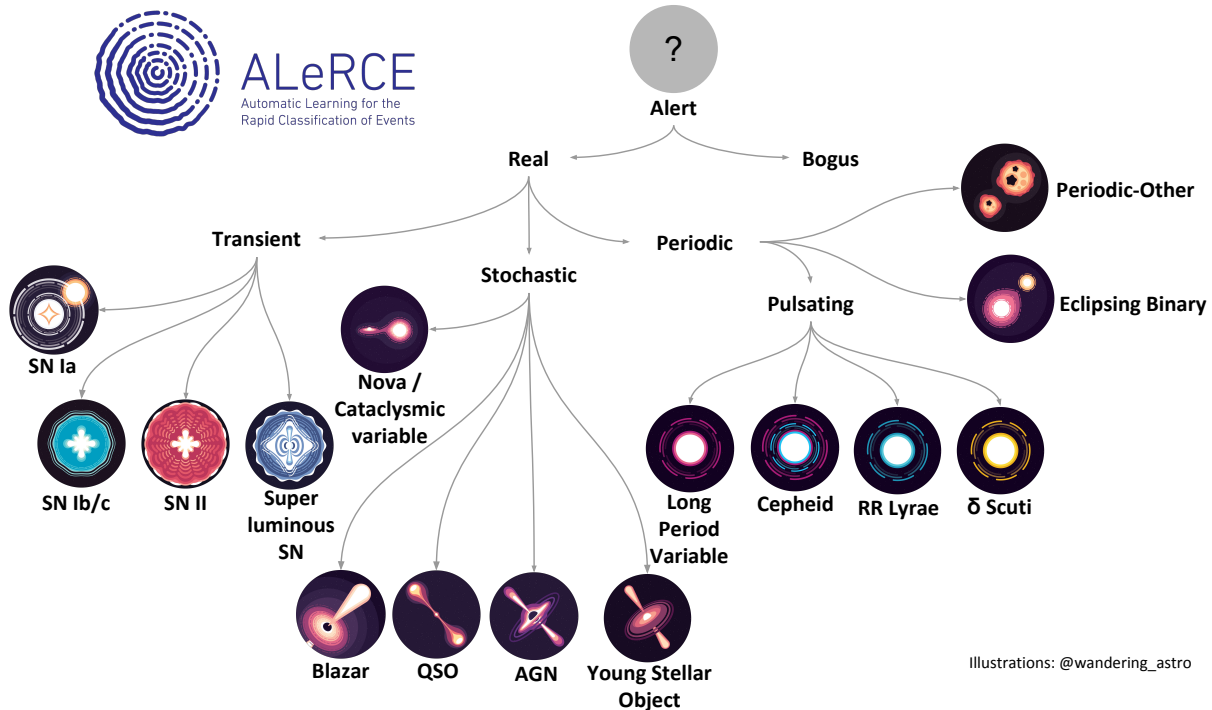 ?
ALeRCE
Automatic Learning for the
Rapid Classification of Events
Alert
Real
Bogus
Periodic-Other
Transient
Periodic
Stochastic
Pulsating
Eclipsing Binary
SN Ia
Nova /
Cataclysmic
variable
SN Ib/c
SN II
Super
luminous
SN
Long
Period
Variable
Cepheid
RR Lyrae
δ Scuti
Blazar
QSO
AGN
Young Stellar
Object
Illustrations: @wandering_astro